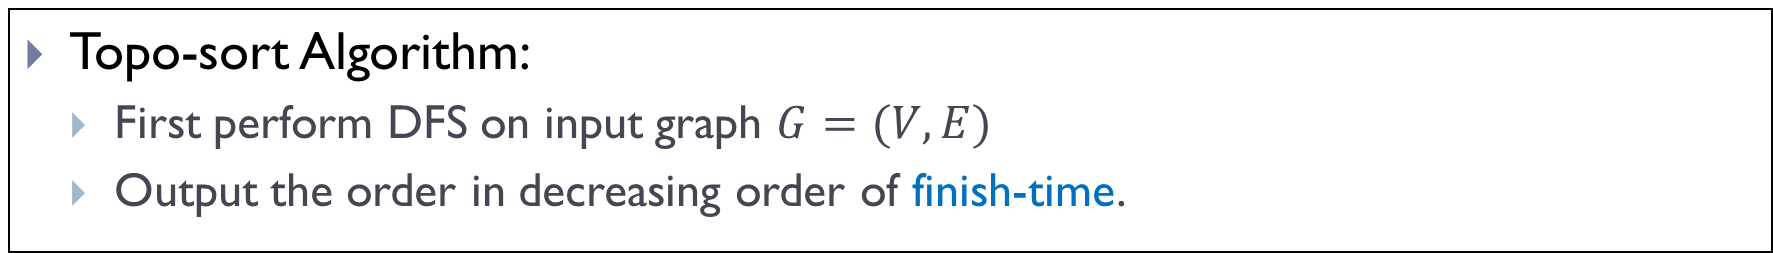 Topo-sort Algorithm:
First perform DFS on input graph G = (V, E)
Output the order in decreasing order of finish-time.